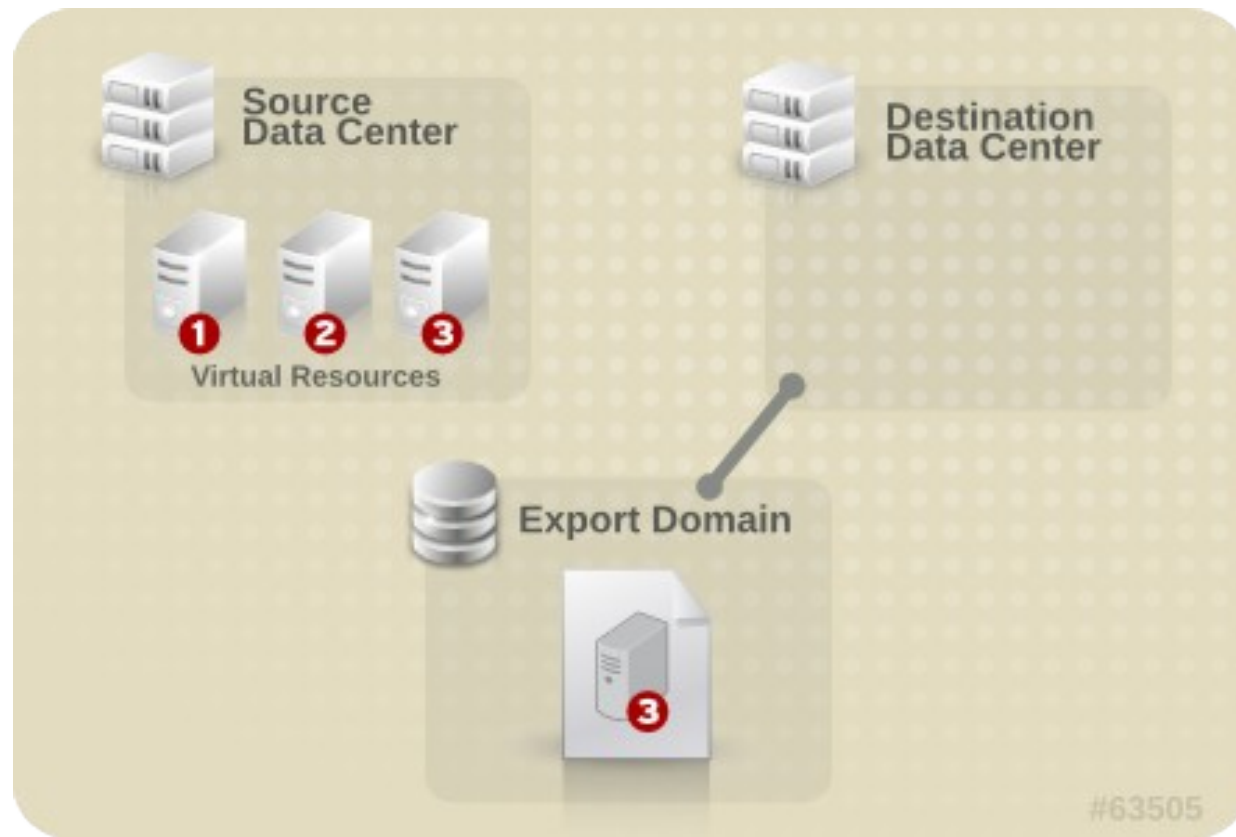 Source
Data Center
Destination
Data Center
1 2 3
Virtual Resources
Export Domain
3
#63505